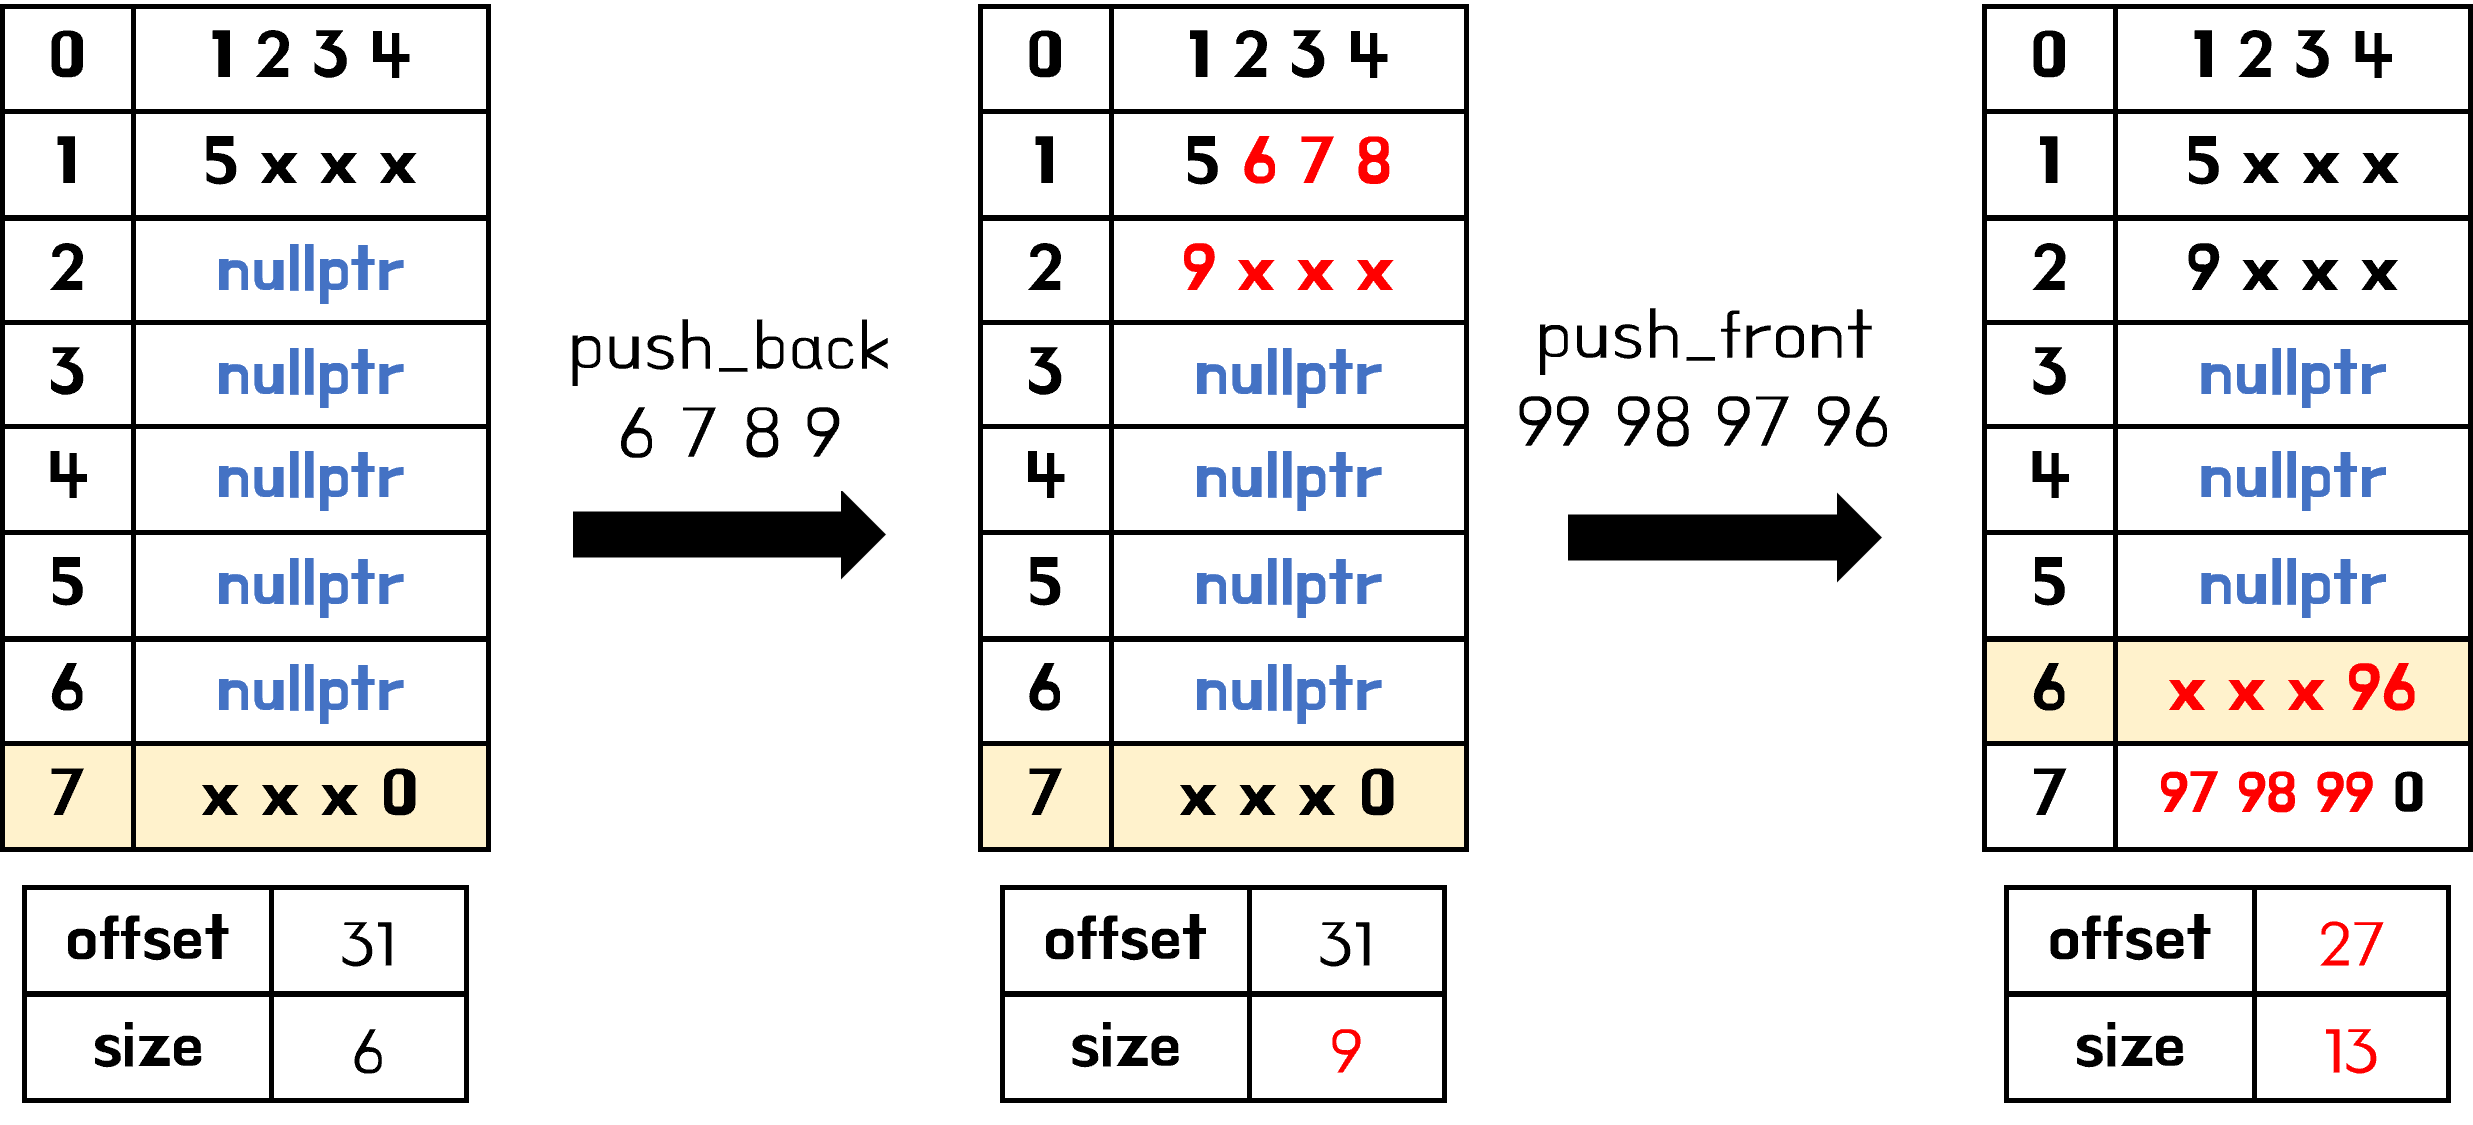 0 1 2 3 4
1 5 x x x
2 nullptr
3 nullptr
4 nullptr
5 nullptr
6 nullptr
7 x x x 0
offset 31
size 6
push_back
6 7 8 9
0 1 2 3 4
1 5 6 7 8
2 9 x x x
3 nullptr
4 nullptr
5 nullptr
6 nullptr
7 x x x 0
offset 31
size 9
push_front
99 98 97 96
0 1 2 3 4
1 5 x x x
2 9 x x x
3 nullptr
4 nullptr
5 nullptr
6 x x x 96
7 97 98 99 0
offset 27
size 13